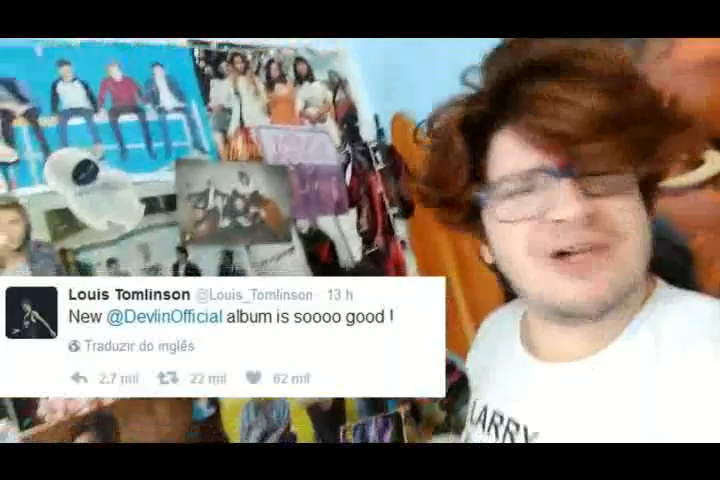 Louis Tomlinson @Louis_Tomlinson · 13 h
New @DevlinOfficial album is soooo good !
Traduzir do inglês
2,7 mil 22 mil 62 mil
LARRY